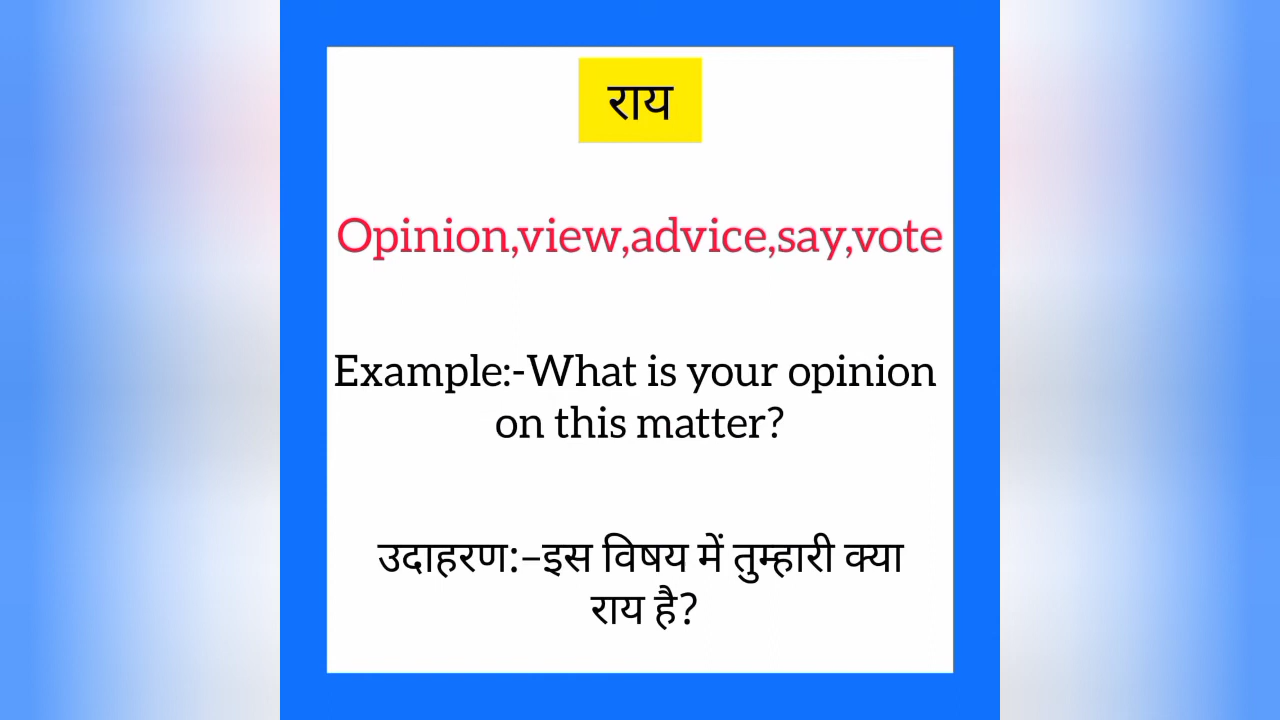 राय
Opinion,view,advice,say,vote
Example:-What is your opinion
on this matter?
उदाहरण:–इस विषय में तुम्हारी क्या
राय है?